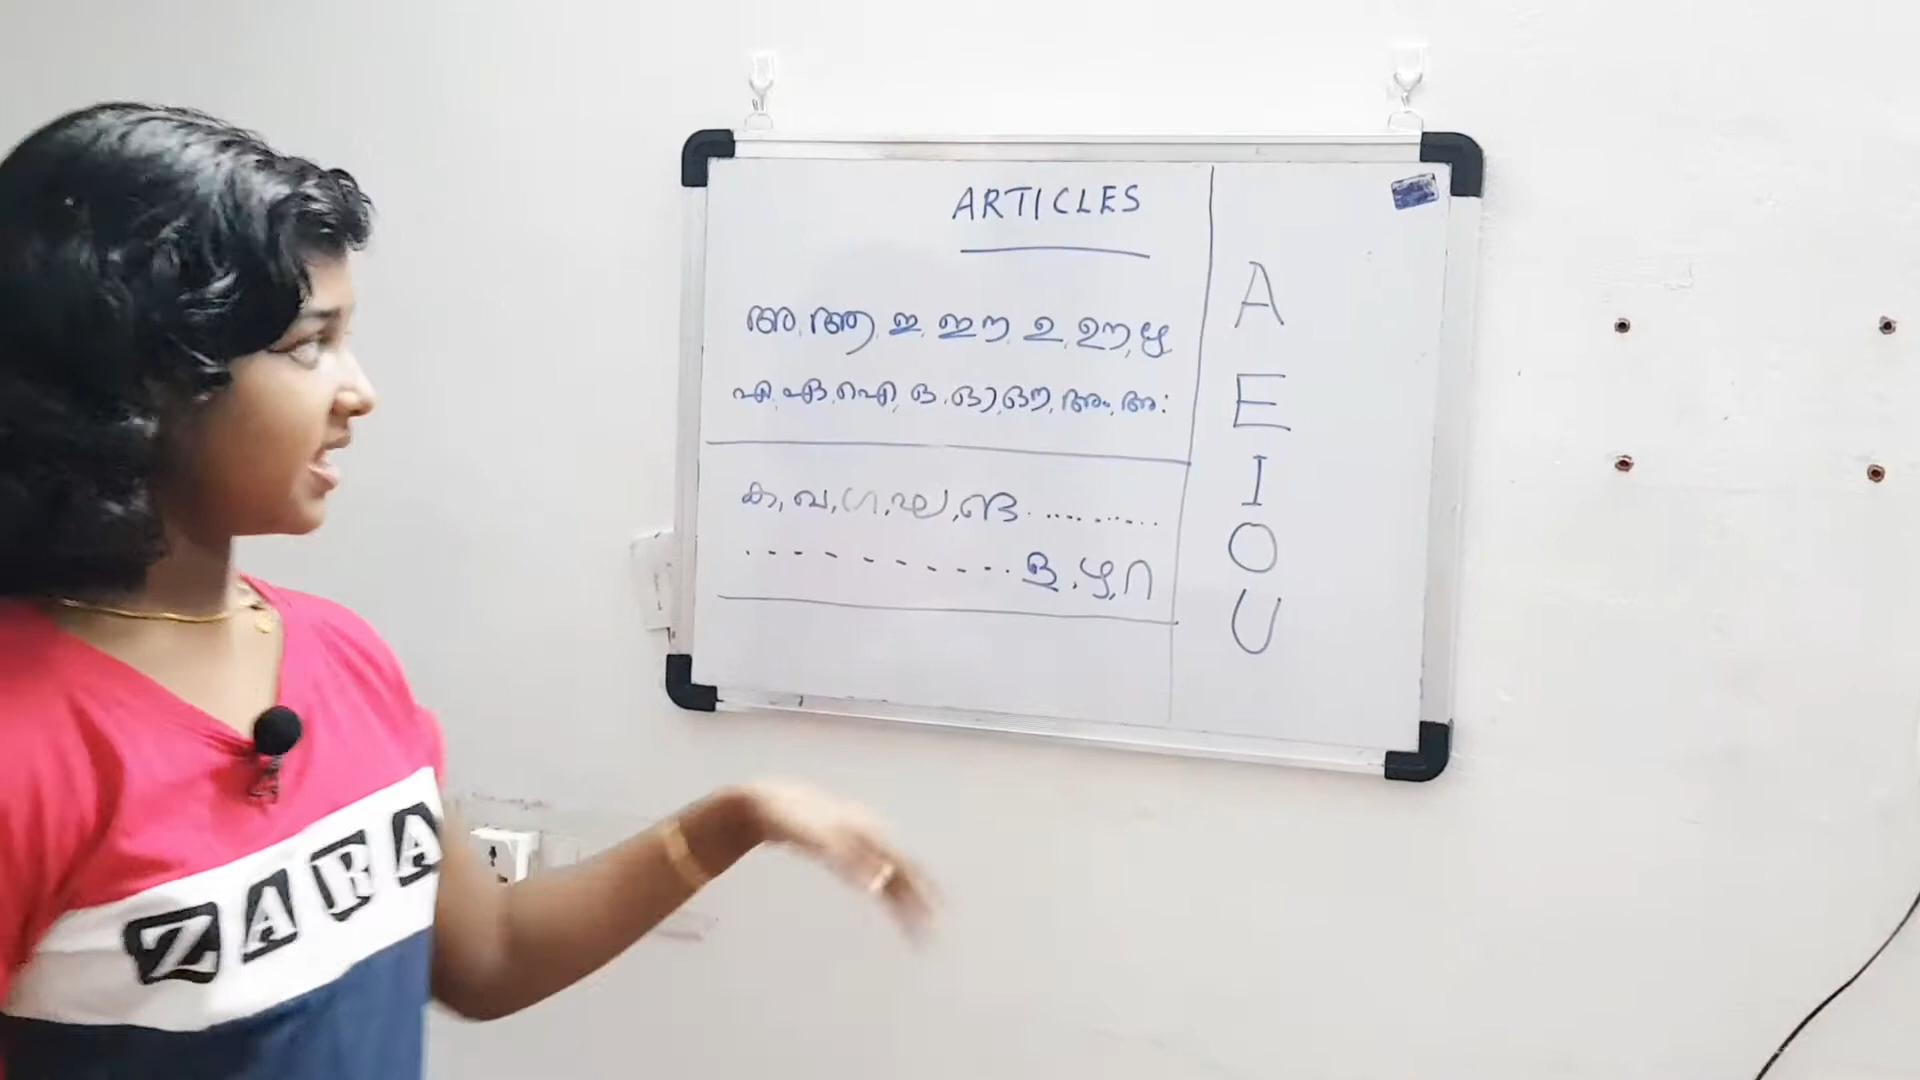 ARTICLES
അ, ആ, ഇ, ഈ, ഉ, ഊ, ഋ
എ, ഏ, ഐ, ഒ, ഓ, ഔ, അം, അഃ
ക, ഖ, ഗ, ഘ, ങ ............
. - - - - - - - . . . ള, ഴ, റ
A
E
I
O
U
ZARA